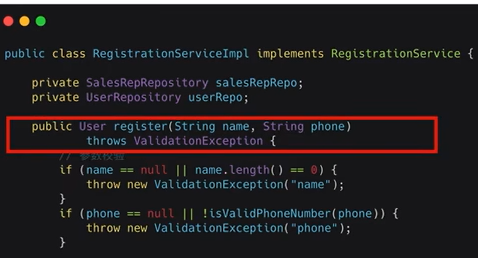 public class RegistrationServiceImpl implements RegistrationService {
private SalesRepRepository salesRepRepo;
private UserRepository userRepo;
public User register(String name, String phone)
throws ValidationException {
// 参数校验
if (name == null || name.length() == 0) {
throw new ValidationException("name");
}
if (phone == null || !isValidPhoneNumber(phone)) {
throw new ValidationException("phone");
}